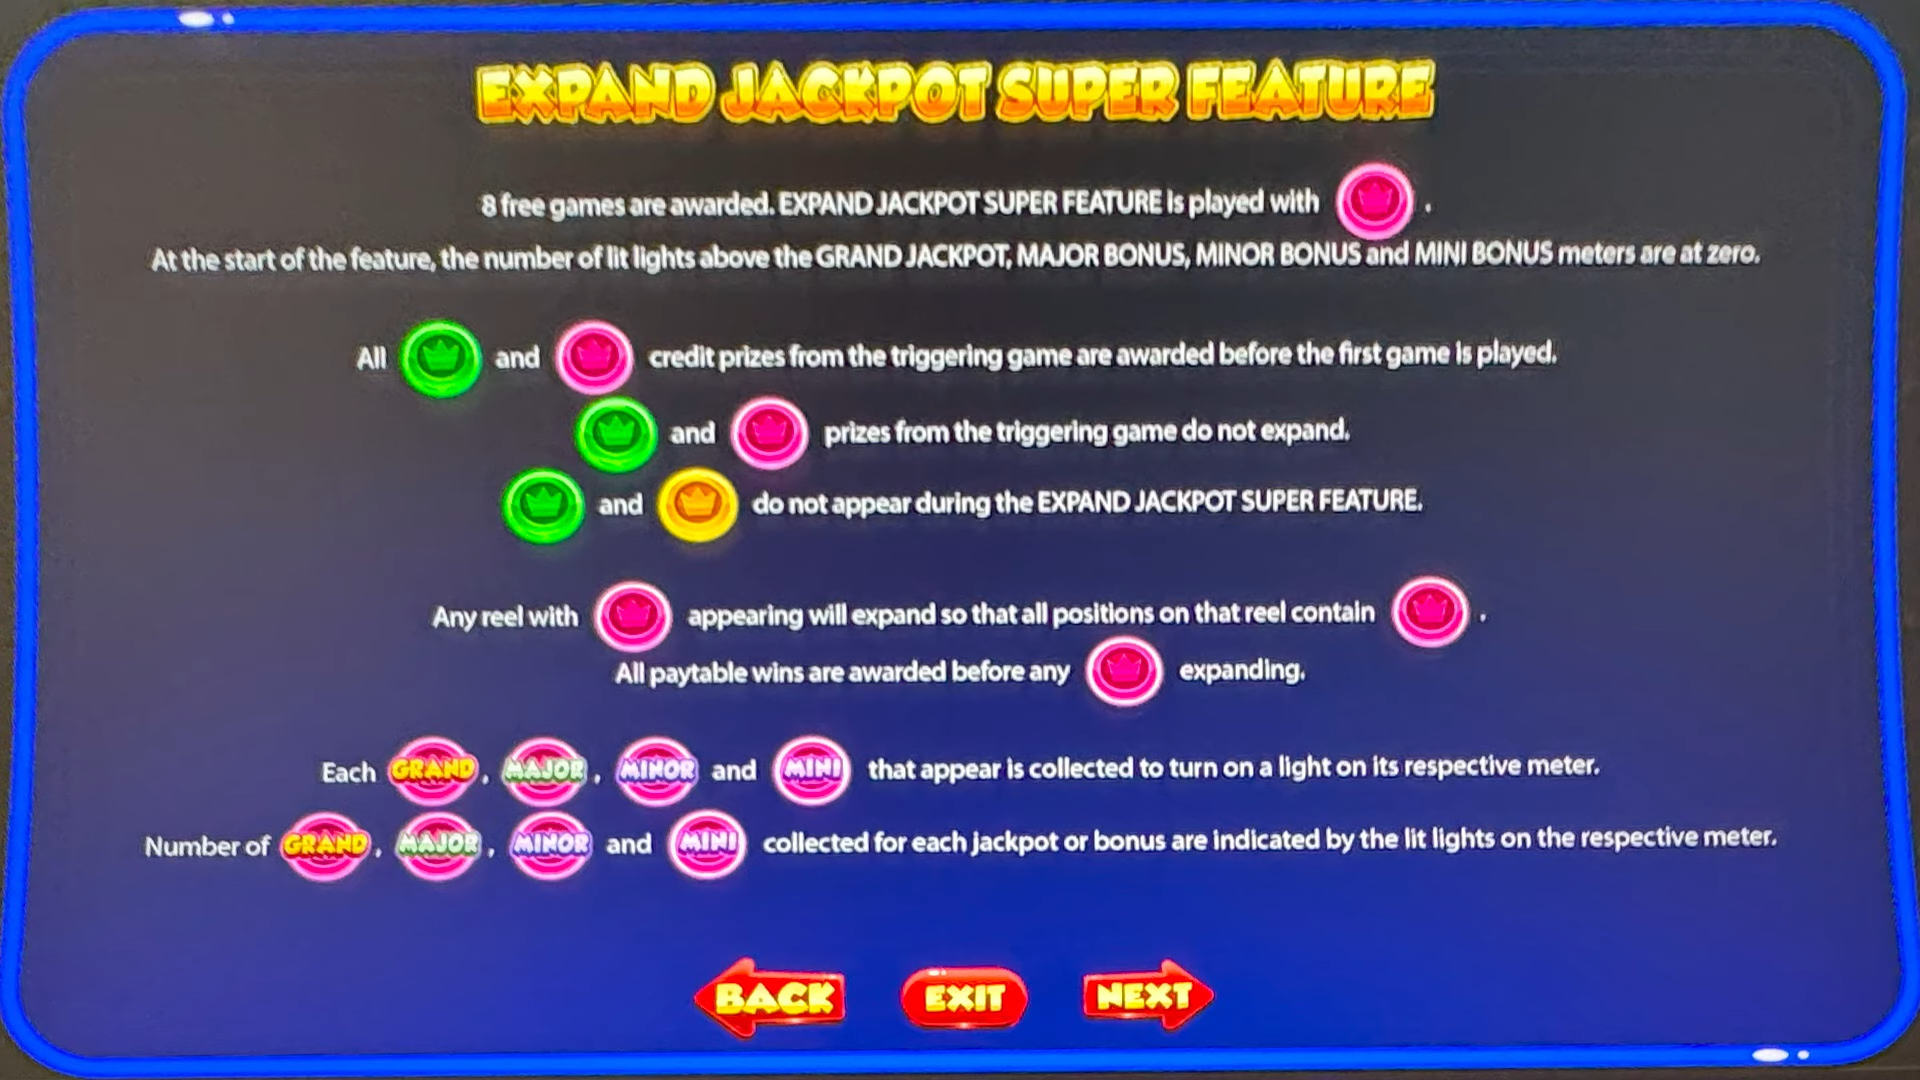 EXPAND JACKPOT SUPER FEATURE
8 free games are awarded. EXPAND JACKPOT SUPER FEATURE is played with .
At the start of the feature, the number of lit lights above the GRAND JACKPOT, MAJOR BONUS, MINOR BONUS and MINI BONUS meters are at zero.
All and credit prizes from the triggering game are awarded before the first game is played.
and prizes from the triggering game do not expand.
and do not appear during the EXPAND JACKPOT SUPER FEATURE.
Any reel with appearing will expand so that all positions on that reel contain .
All paytable wins are awarded before any expanding.
Each GRAND, MAJOR, MINOR and MINI that appear is collected to turn on a light on its respective meter.
Number of GRAND, MAJOR, MINOR and MINI collected for each jackpot or bonus are indicated by the lit lights on the respective meter.
BACK EXIT NEXT